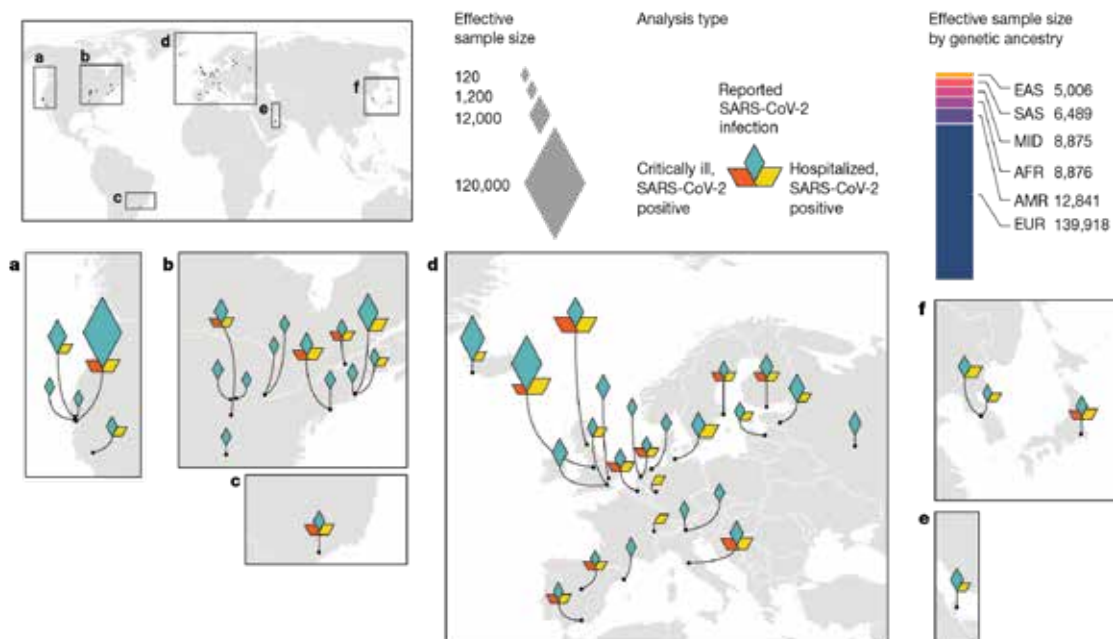 Effective
sample size
120
1,200
12,000
120,000
Analysis type
Reported
SARS-CoV-2
infection
Critically ill,
SARS-CoV-2
positive
Hospitalized,
SARS-CoV-2
positive
Effective sample size
by genetic ancestry
EAS 5,006
SAS 6,489
MID 8,875
AFR 8,876
AMR 12,841
EUR 139,918
a
b
c
d
e
f
a
b
c
d
f
e